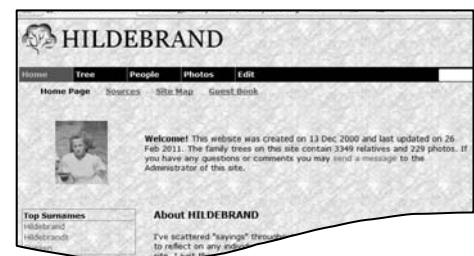 HILDEBRAND
Home Tree People Photos Edit
Home Page Sources Site Map Guest Book
Welcome! This website was created on 13 Dec 2000 and last updated on 26
Feb 2011. The family trees on this site contain 3349 relatives and 229 photos. If
you have any questions or comments you may send a message to the
Administrator of this site.
Top Surnames
Hildebrand
Hildebrandt
About HILDEBRAND
I've scattered "sayings"
to reflect on any